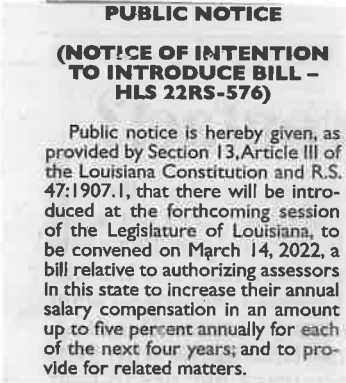 PUBLIC NOTICE
(NOTICE OF INTENTION
TO INTRODUCE BILL –
HLS 22RS-576)
Public notice is hereby given, as
provided by Section 13, Article III of
the Louisiana Constitution and R.S.
47:1907.1, that there will be intro-
duced at the forthcoming session
of the Legislature of Louisiana, to
be convened on March 14, 2022, a
bill relative to authorizing assessors
In this state to increase their annual
salary compensation in an amount
up to five percent annually for each
of the next four years; and to pro-
vide for related matters.